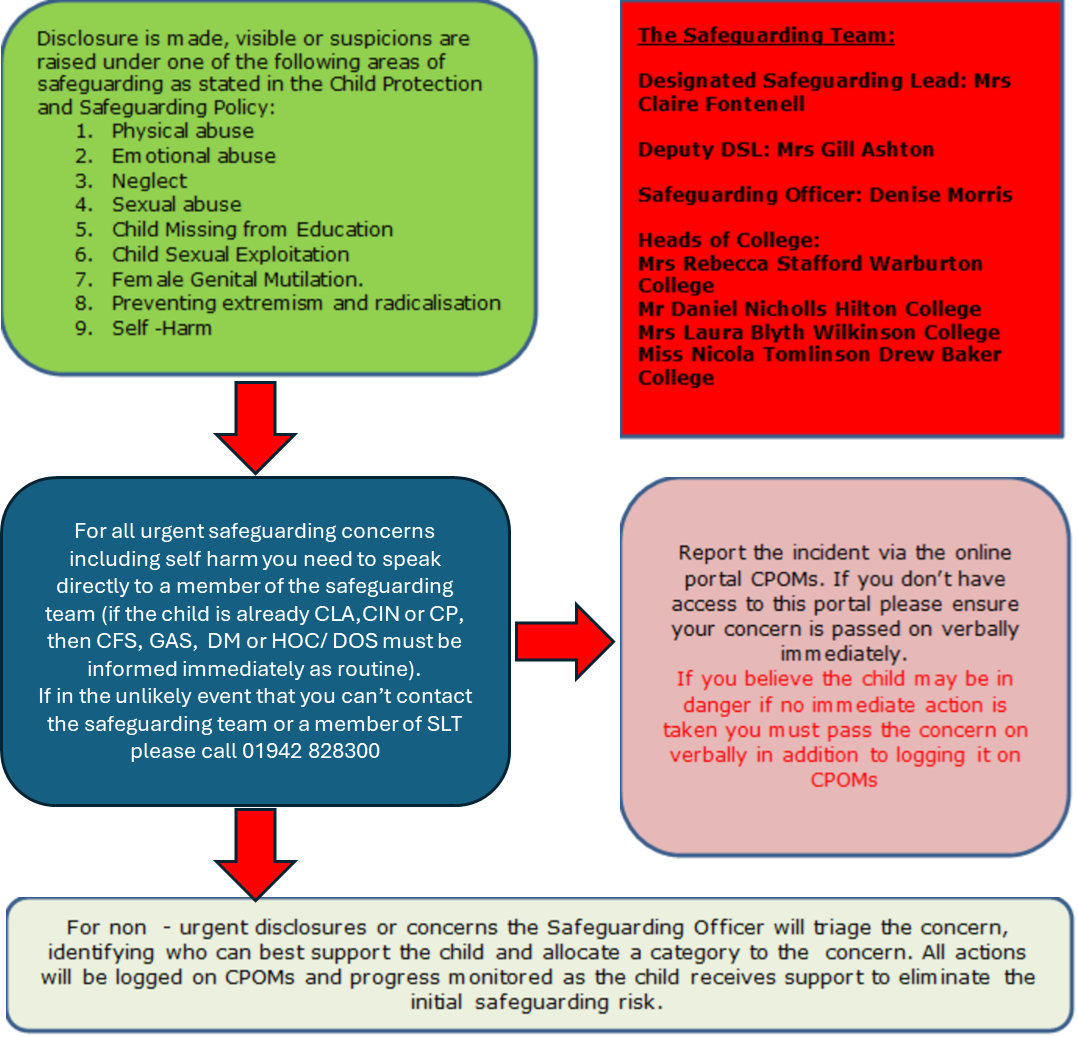 Disclosure is made, visible or suspicions are
raised under one of the following areas of
safeguarding as stated in the Child Protection
and Safeguarding Policy:
1. Physical abuse
2. Emotional abuse
3. Neglect
4. Sexual abuse
5. Child Missing from Education
6. Child Sexual Exploitation
7. Female Genital Mutilation.
8. Preventing extremism and radicalisation
9. Self -Harm
The Safeguarding Team:
Designated Safeguarding Lead: Mrs
Claire Fontenell
Deputy DSL: Mrs Gill Ashton
Safeguarding Officer: Denise Morris
Heads of College:
Mrs Rebecca Stafford Warburton
College
Mr Daniel Nicholls Hilton College
Mrs Laura Blyth Wilkinson College
Miss Nicola Tomlinson Drew Baker
College
For all urgent safeguarding concerns
including self harm you need to speak
directly to a member of the safeguarding
team (if the child is already CLA,CIN or CP,
then CFS, GAS, DM or HOC/ DOS must be
informed immediately as routine).
If in the unlikely event that you can't contact
the safeguarding team or a member of SLT
please call 01942 828300
Report the incident via the online
portal CPOMs. If you don't have
access to this portal please ensure
your concern is passed on verbally
immediately.
If you believe the child may be in
danger if no immediate action is
taken you must pass the concern on
verbally in addition to logging it on
CPOMs
For non - urgent disclosures or concerns the Safeguarding Officer will triage the concern,
identifying who can best support the child and allocate a category to the concern. All actions
will be logged on CPOMs and progress monitored as the child receives support to eliminate the
initial safeguarding risk.